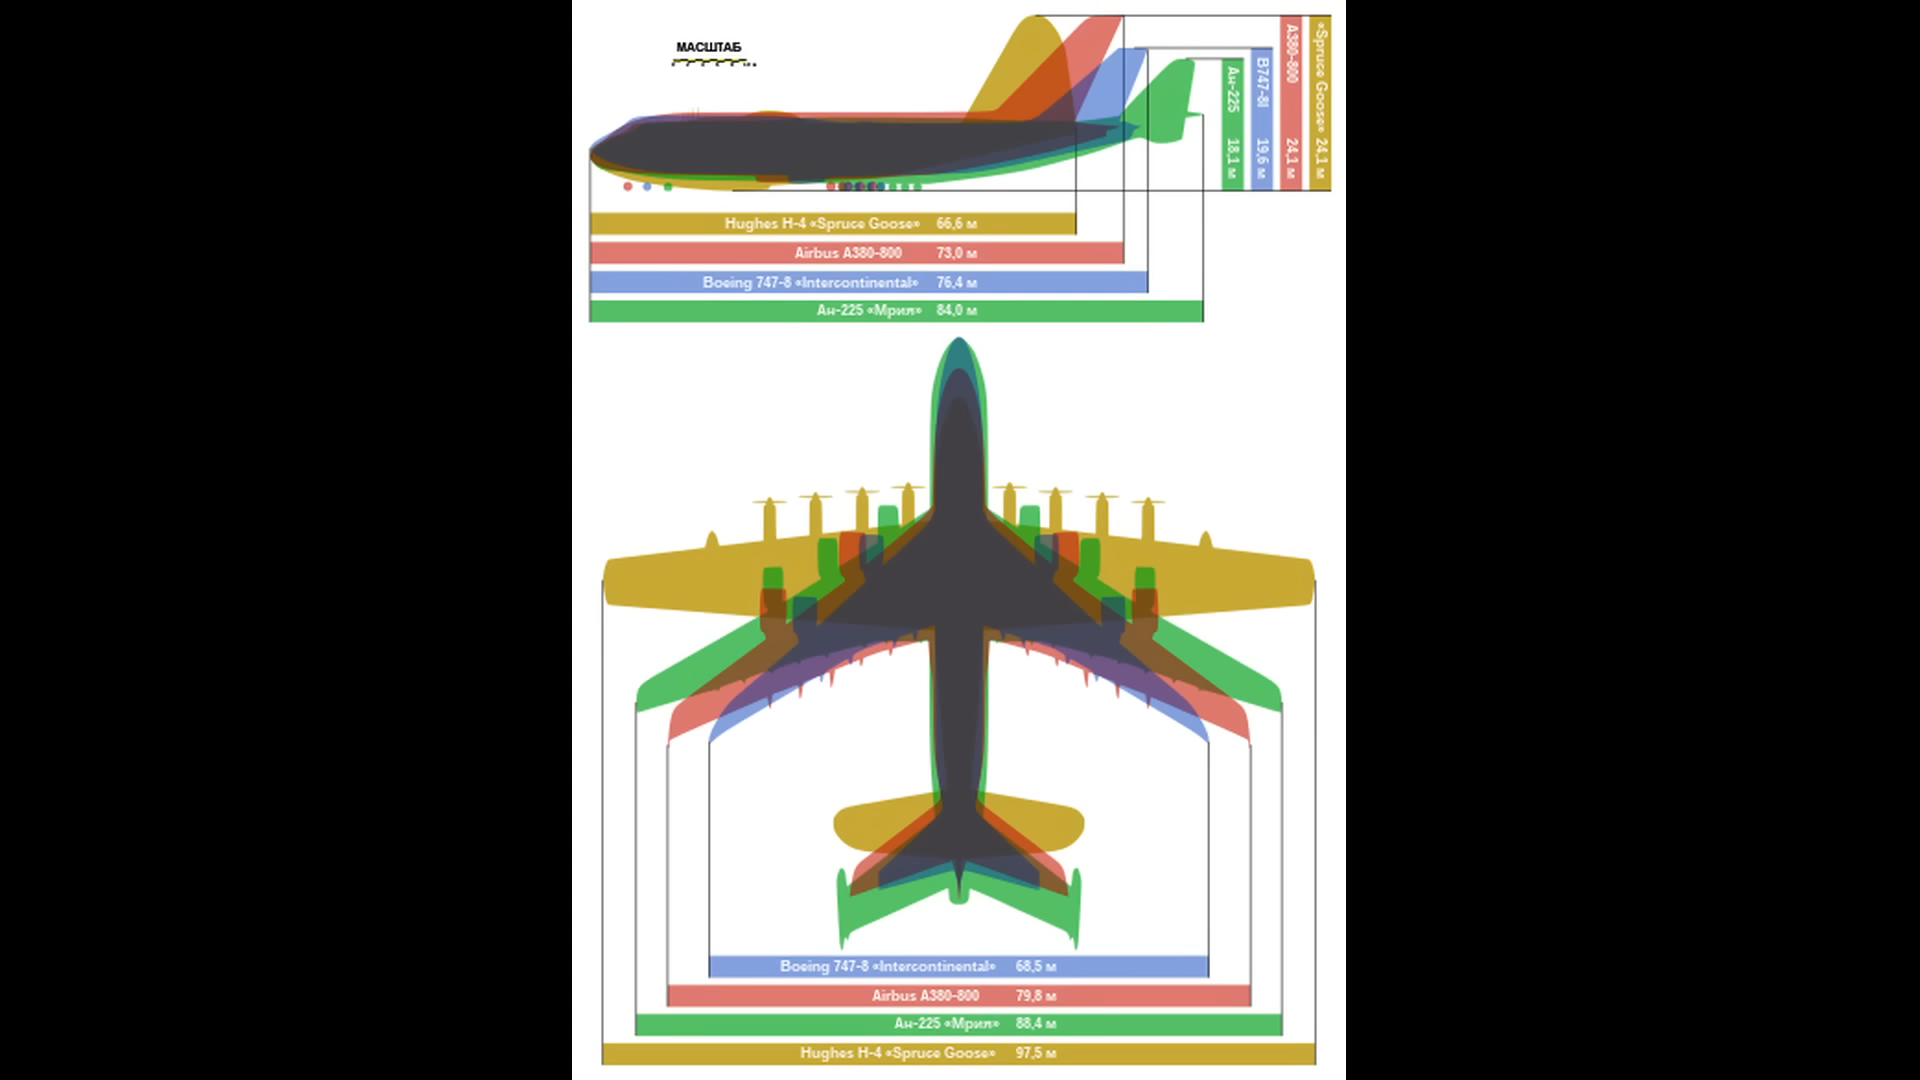 МАСШТАБ
«Spruce Goose» 24,1 м
A380-800 24,1 м
B747-8I 19,6 м
Ан-225 18,1 м
Hughes H-4 «Spruce Goose» 66,6 м
Airbus A380-800 73,0 м
Boeing 747-8 «Intercontinental» 76,4 м
Ан-225 «Мрия» 84,0 м
Boeing 747-8 «Intercontinental» 68,5 м
Airbus A380-800 79,8 м
Ан-225 «Мрия» 88,4 м
Hughes H-4 «Spruce Goose» 97,5 м